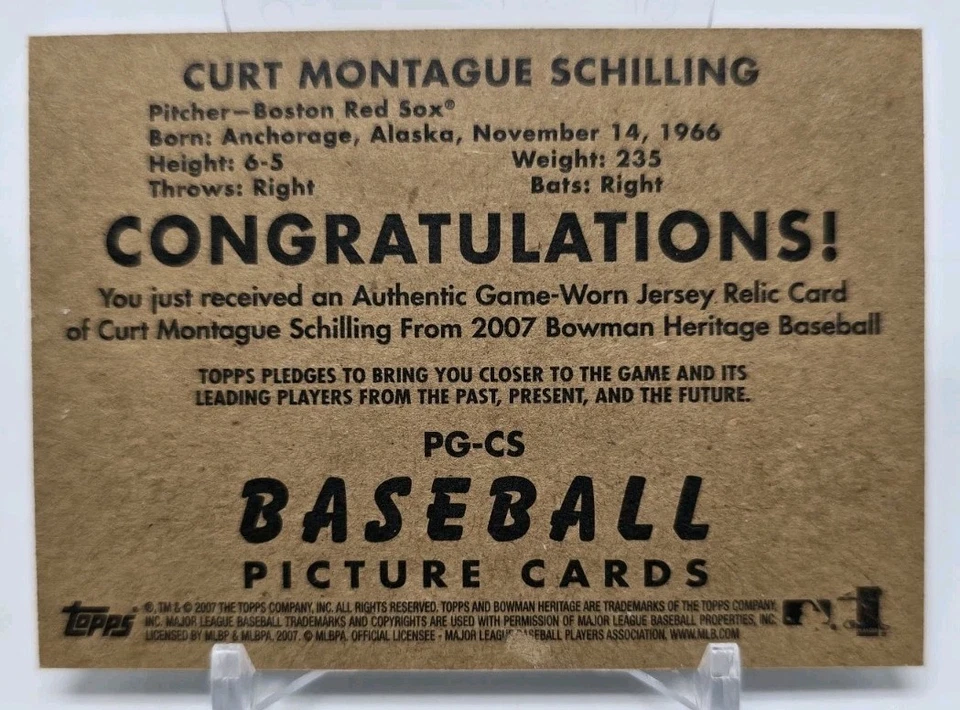 CURT MONTAGUE SCHILLING
Pitcher—Boston Red Sox®
Born: Anchorage, Alaska, November 14, 1966
Height: 6-5 Weight: 235
Throws: Right Bats: Right
CONGRATULATIONS!
You just received an Authentic Game-Worn Jersey Relic Card
of Curt Montague Schilling From 2007 Bowman Heritage Baseball
TOPPS PLEDGES TO BRING YOU CLOSER TO THE GAME AND ITS
LEADING PLAYERS FROM THE PAST, PRESENT, AND THE FUTURE.
PG-CS
BASEBALL
PICTURE CARDS
topps ®, TM & © 2007 THE TOPPS COMPANY, INC. ALL RIGHTS RESERVED. TOPPS AND BOWMAN HERITAGE ARE TRADEMARKS OF THE TOPPS COMPANY,
INC. MAJOR LEAGUE BASEBALL TRADEMARKS AND COPYRIGHTS ARE USED WITH PERMISSION OF MAJOR LEAGUE BASEBALL PROPERTIES, INC.
LICENSED BY MLBP & MLBPA, 2007. © MLBPA. OFFICIAL LICENSEE - MAJOR LEAGUE BASEBALL PLAYERS ASSOCIATION. WWW.MLB.COM